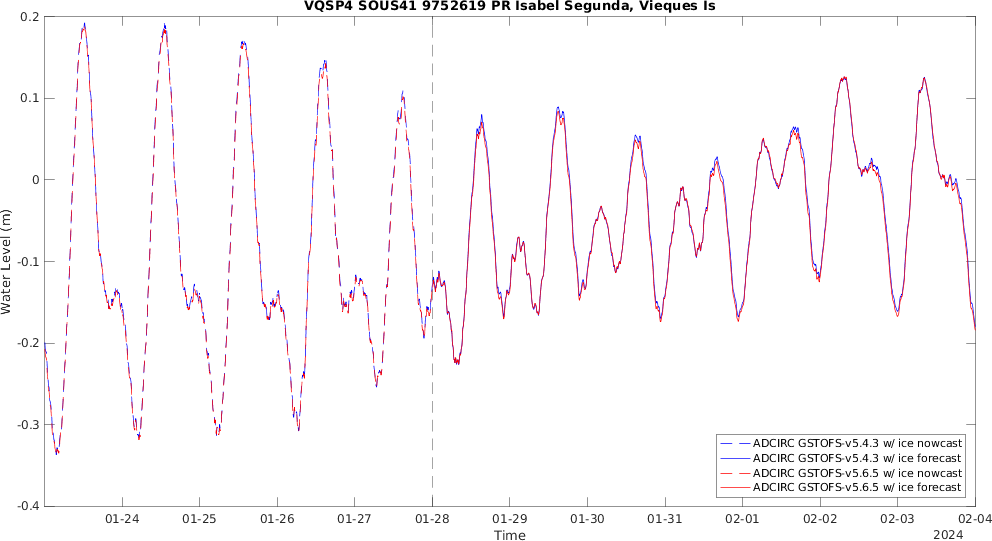 VQSP4 SOUS41 9752619 PR Isabel Segunda, Vieques Is
0.2
0.1
0
-0.1
-0.2
-0.3
-0.4
Water Level (m)
01-24 01-25 01-26 01-27 01-28 01-29 01-30 01-31 02-01 02-02 02-03 02-04
Time
2024
ADCIRC GSTOFS-v5.4.3 w/ ice nowcast
ADCIRC GSTOFS-v5.4.3 w/ ice forecast
ADCIRC GSTOFS-v5.6.5 w/ ice nowcast
ADCIRC GSTOFS-v5.6.5 w/ ice forecast